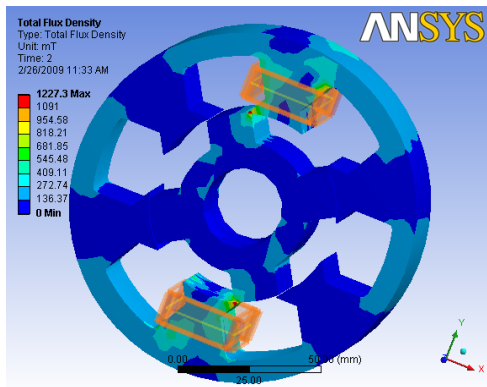 Total Flux Density
Type: Total Flux Density
Unit: mT
Time: 2
2/26/2009 11:33 AM
ANSYS
1227.3 Max
1091
954.58
818.21
681.85
545.48
409.11
272.74
136.37
0 Min
0.00
50.00 (mm)
25.00
Y
Z
X